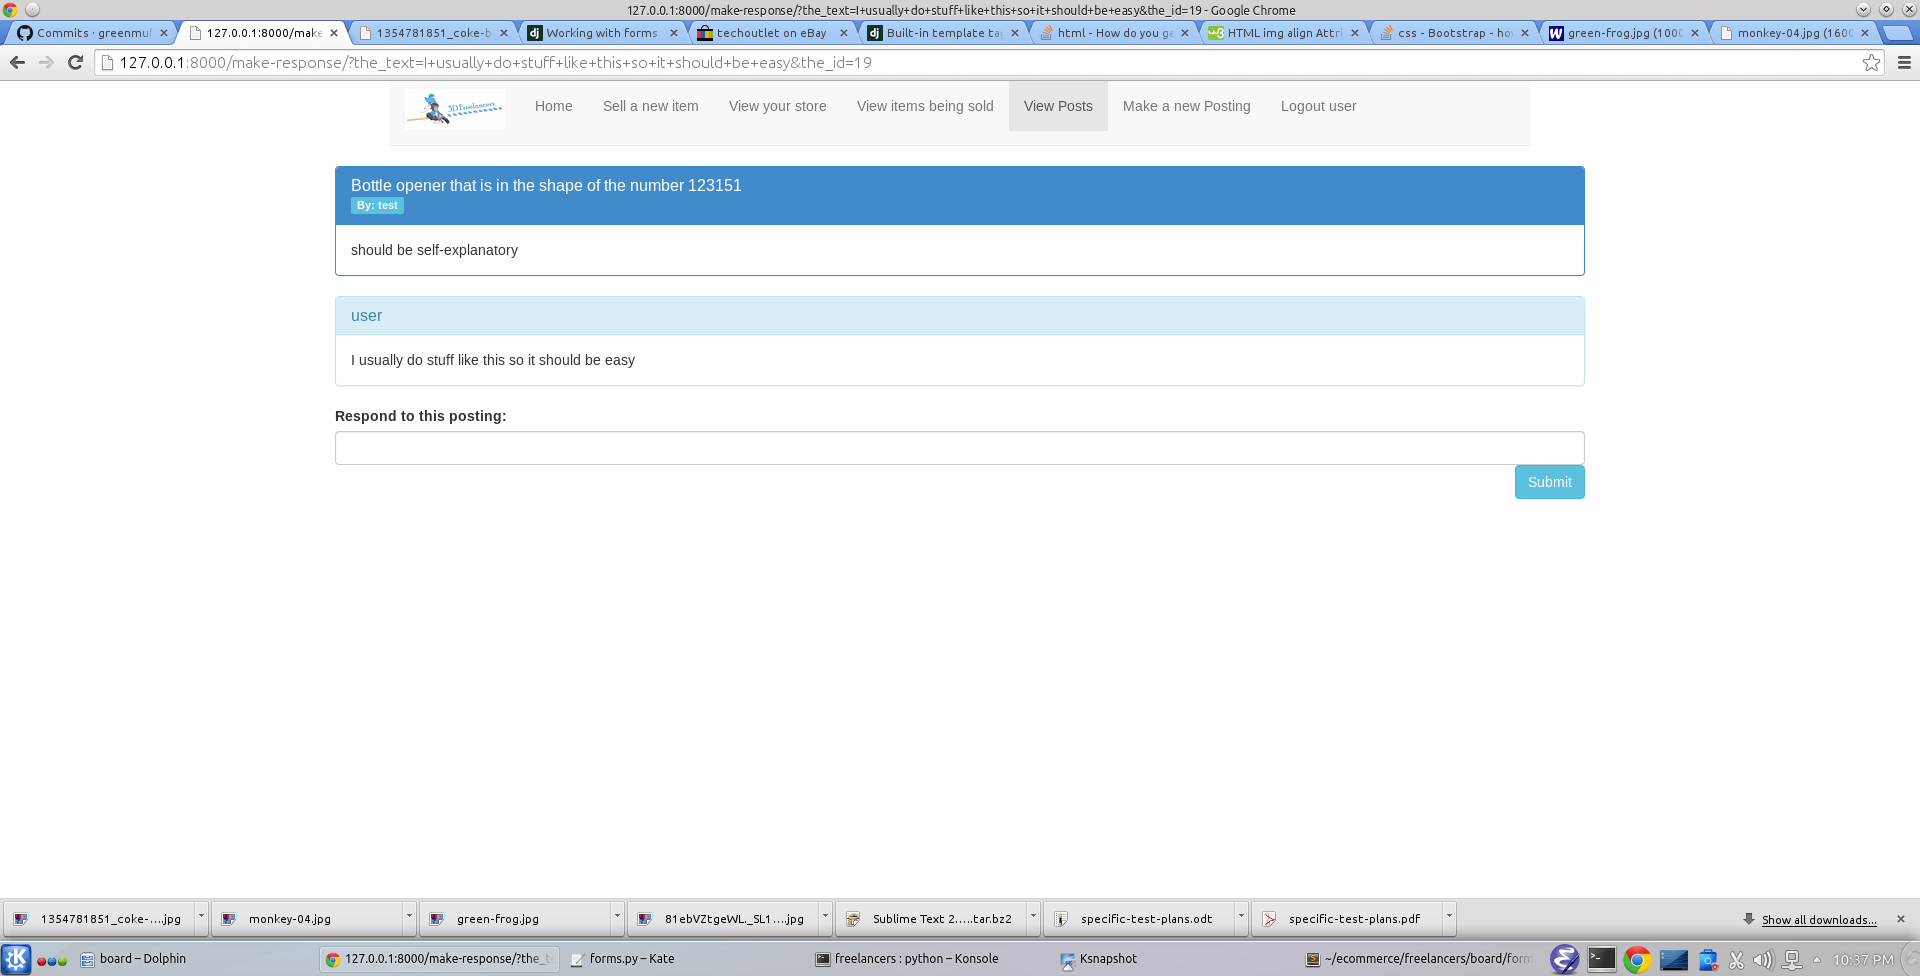 127.0.0.1:8000/make-response/?the_text=I+usually+do+stuff+like+this+so+it+should+be+easy&the_id=19 - Google Chrome
Commits · greenmul
127.0.0.1:8000/make
1354781851_coke-b
Working with forms
techoutlet on eBay
Built-in template ta
html - How do you ge
HTML img align Attri
css - Bootstrap - ho
green-frog.jpg (1000
monkey-04.jpg (1600
127.0.0.1:8000/make-response/?the_text=I+usually+do+stuff+like+this+so+it+should+be+easy&the_id=19
3DFreelancers
Home
Sell a new item
View your store
View items being sold
View Posts
Make a new Posting
Logout user
Bottle opener that is in the shape of the number 123151
By: test
should be self-explanatory
user
I usually do stuff like this so it should be easy
Respond to this posting:
Submit
1354781851_coke-....jpg
monkey-04.jpg
green-frog.jpg
81ebVZtgeWL._SL1....jpg
Sublime Text 2.....tar.bz2
specific-test-plans.odt
specific-test-plans.pdf
Show all downloads...
board – Dolphin
127.0.0.1:8000/make-response/?the_t
forms.py – Kate
freelancers : python – Konsole
Ksnapshot
~/ecommerce/freelancers/board/form
10:37 PM